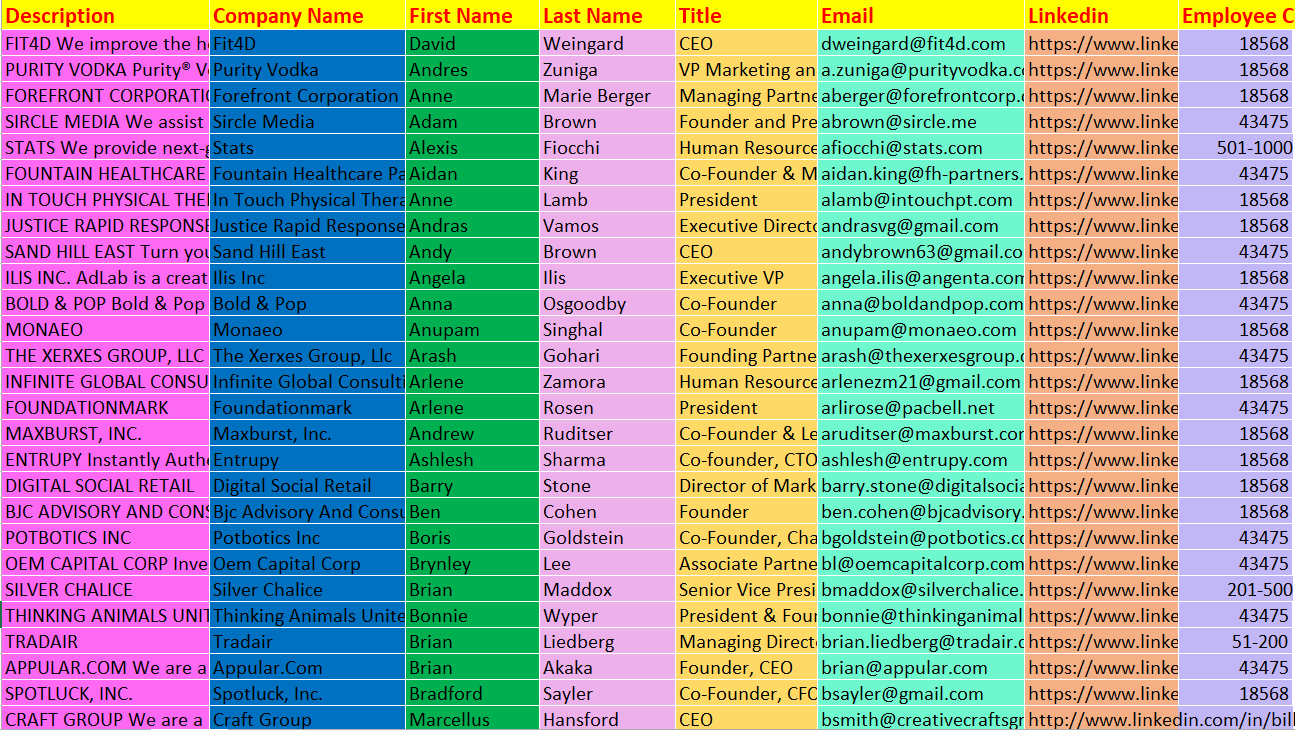 Description Company Name First Name Last Name Title Email Linkedin Employee C
FIT4D We improve the he Fit4D David Weingard CEO dweingard@fit4d.com https://www.linke 18568
PURITY VODKA Purity® Vo Purity Vodka Andres Zuniga VP Marketing an a.zuniga@purityvodka.co https://www.linke 18568
FOREFRONT CORPORATIO Forefront Corporation Anne Marie Berger Managing Partne aberger@forefrontcorp.c https://www.linke 18568
SIRCLE MEDIA We assist Sircle Media Adam Brown Founder and Pre abrown@sircle.me https://www.linke 43475
STATS We provide next-g Stats Alexis Fiocchi Human Resource afiocchi@stats.com https://www.linke 501-1000
FOUNTAIN HEALTHCARE Fountain Healthcare Pa Aidan King Co-Founder & M aidan.king@fh-partners. https://www.linke 43475
IN TOUCH PHYSICAL THE In Touch Physical Thera Anne Lamb President alamb@intouchpt.com https://www.linke 18568
JUSTICE RAPID RESPONSE Justice Rapid Response Andras Vamos Executive Directo andrasvg@gmail.com https://www.linke 18568
SAND HILL EAST Turn you Sand Hill East Andy Brown CEO andybrown63@gmail.co https://www.linke 43475
ILIS INC. AdLab is a creat Ilis Inc Angela Ilis Executive VP angela.ilis@angenta.com https://www.linke 18568
BOLD & POP Bold & Pop Bold & Pop Anna Osgoodby Co-Founder anna@boldandpop.com https://www.linke 43475
MONAEO Monaeo Anupam Singhal Co-Founder anupam@monaeo.com https://www.linke 18568
THE XERXES GROUP, LLC The Xerxes Group, Llc Arash Gohari Founding Partne arash@thexerxesgroup.c https://www.linke 43475
INFINITE GLOBAL CONSU Infinite Global Consulti Arlene Zamora Human Resource arlenezm21@gmail.com https://www.linke 18568
FOUNDATIONMARK Foundationmark Arlene Rosen President arlirose@pacbell.net https://www.linke 43475
MAXBURST, INC. Maxburst, Inc. Andrew Ruditser Co-Founder & Le aruditser@maxburst.com https://www.linke 18568
ENTRUPY Instantly Authe Entrupy Ashlesh Sharma Co-founder, CTO ashlesh@entrupy.com https://www.linke 18568
DIGITAL SOCIAL RETAIL Digital Social Retail Barry Stone Director of Mark barry.stone@digitalsocia https://www.linke 18568
BJC ADVISORY AND CONS Bjc Advisory And Consu Ben Cohen Founder ben.cohen@bjcadvisory. https://www.linke 18568
POTBOTICS INC Potbotics Inc Boris Goldstein Co-Founder, Cha bgoldstein@potbotics.co https://www.linke 43475
OEM CAPITAL CORP Inve Oem Capital Corp Brynley Lee Associate Partne bl@oemcapitalcorp.com https://www.linke 43475
SILVER CHALICE Silver Chalice Brian Maddox Senior Vice Presi bmaddox@silverchalice. https://www.linke 201-500
THINKING ANIMALS UNIT Thinking Animals Unite Bonnie Wyper President & Foun bonnie@thinkinganimal https://www.linke 43475
TRADAIR Tradair Brian Liedberg Managing Directo brian.liedberg@tradair.c https://www.linke 51-200
APPULAR.COM We are a Appular.Com Brian Akaka Founder, CEO brian@appular.com https://www.linke 43475
SPOTLUCK, INC. Spotluck, Inc. Bradford Sayler Co-Founder, CFO bsayler@gmail.com https://www.linke 18568
CRAFT GROUP We are a Craft Group Marcellus Hansford CEO bsmith@creativecraftsgr http://www.linkedin.com/in/bill